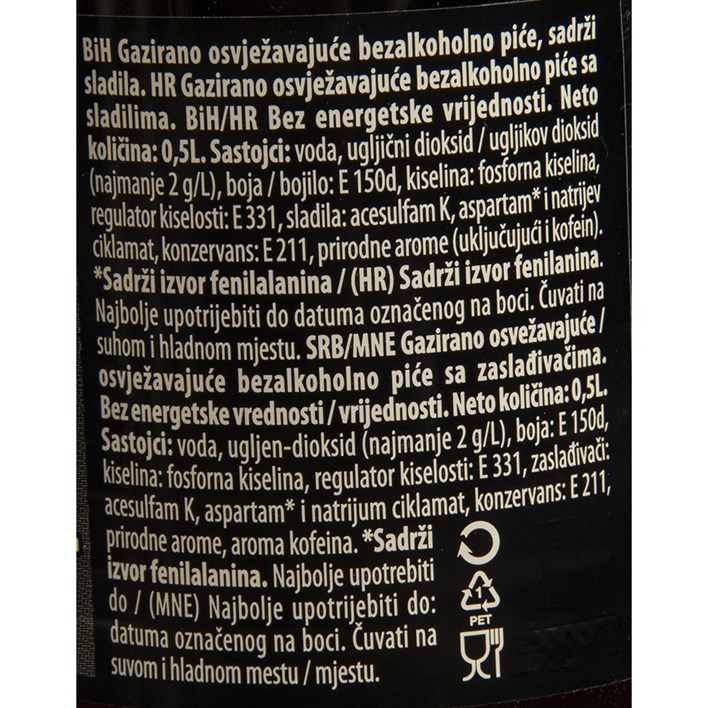 BiH Gazirano osvježavajuće bezalkoholno piće, sadrži
sladila. HR Gazirano osvježavajuće bezalkoholno piće sa
sladilima. BiH/HR Bez energetske vrijednosti. Neto
količina: 0,5L. Sastojci: voda, ugljični dioksid / ugljikov dioksid
(najmanje 2 g/L), boja / bojilo: E 150d, kiselina: fosforna kiselina,
regulator kiselosti: E 331, sladila: acesulfam K, aspartam* i natrijev
ciklamat, konzervans: E 211, prirodne arome (uključujući i kofein).
*Sadrži izvor fenilalanina / (HR) Sadrži izvor fenilanina.
Najbolje upotrijebiti do datuma označenog na boci. Čuvati na
suhom i hladnom mjestu. SRB/MNE Gazirano osvežavajuće /
osvježavajuće bezalkoholno piće sa zaslađivačima.
Bez energetske vrednosti / vrijednosti. Neto količina: 0,5L.
Sastojci: voda, ugljen-dioksid (najmanje 2 g/L), boja: E 150d,
kiselina: fosforna kiselina, regulator kiselosti: E 331, zaslađivači:
acesulfam K, aspartam* i natrijum ciklamat, konzervans: E 211,
prirodne arome, aroma kofeina. *Sadrži
izvor fenilalanina. Najbolje upotrebiti
do / (MNE) Najbolje upotrijebiti do:
datuma označenog na boci. Čuvati na
suvom i hladnom mestu / mjestu.
1
PET